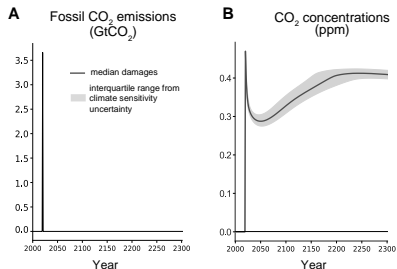 A
Fossil CO2 emissions
(GtCO2)
3.5
3.0
2.5
2.0
1.5
1.0
0.5
0.0
median damages
interquartile range from
climate sensitivity
uncertainty
2000 2050 2100 2150 2200 2250 2300
Year
B
CO2 concentrations
(ppm)
0.4
0.3
0.2
0.1
0.0
2000 2050 2100 2150 2200 2250 2300
Year